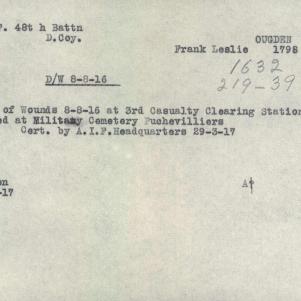 F. 48t h Battn
D.Coy.
OUGDEN
Frank Leslie 1798
1632
219-39
D/W 8-8-16
of Wounds 8-8-16 at 3rd Casualty Clearing Station
ed at Military Cemetery Puchevilliers
Cert. by A.I.F.Headquarters 29-3-17
on
-17